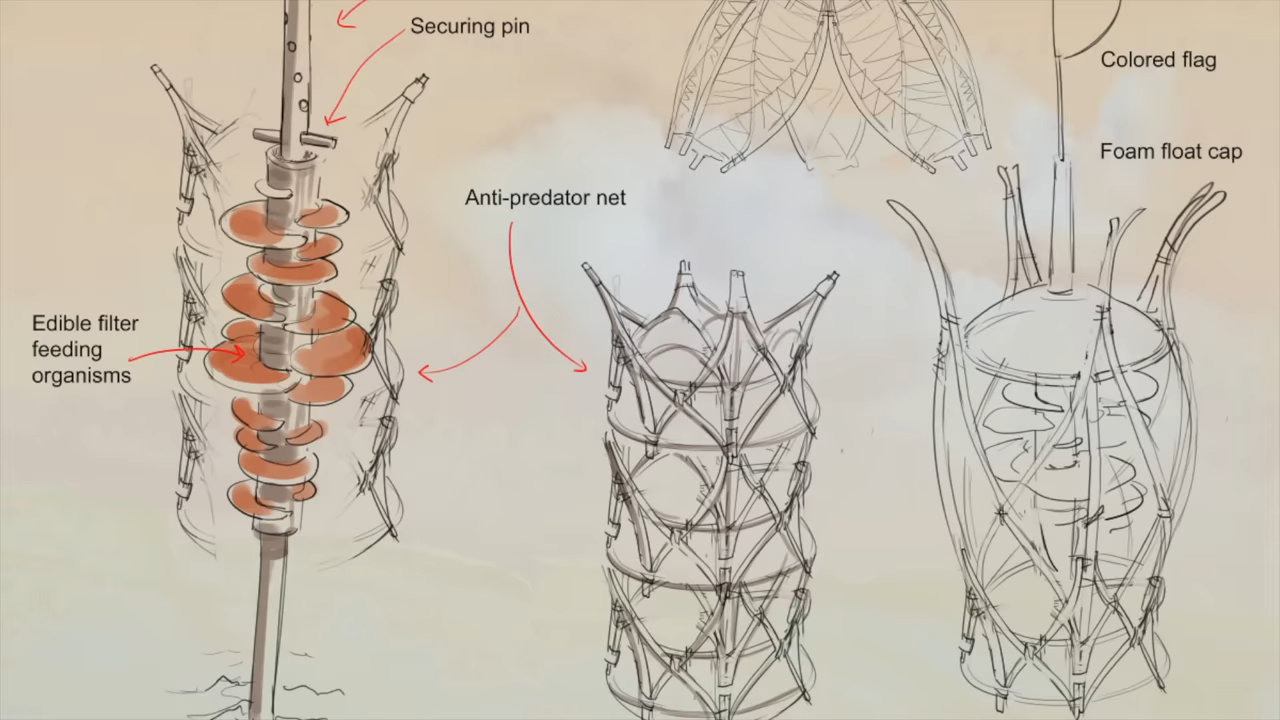 Securing pin
Colored flag
Foam float cap
Anti-predator net
Edible filter
feeding
organisms